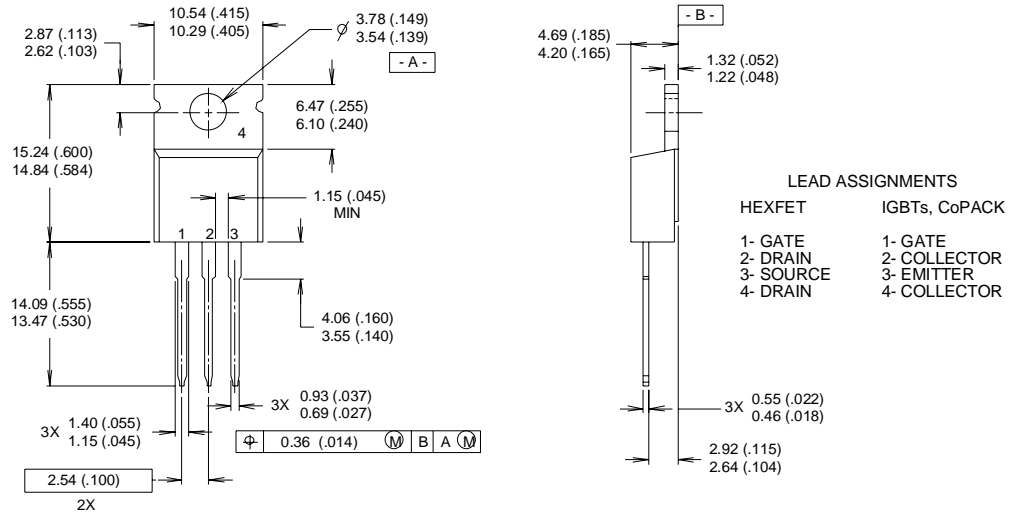 10.54 (.415)
10.29 (.405)
2.87 (.113)
2.62 (.103)
ø 3.78 (.149)
3.54 (.139)
- A -
6.47 (.255)
6.10 (.240)
4
15.24 (.600)
14.84 (.584)
1.15 (.045)
MIN
1 2 3
14.09 (.555)
13.47 (.530)
4.06 (.160)
3.55 (.140)
3X 0.93 (.037)
0.69 (.027)
3X 1.40 (.055)
1.15 (.045)
⌖ 0.36 (.014) Ⓜ B A Ⓜ
2.54 (.100)
2X
- B -
4.69 (.185)
4.20 (.165)
1.32 (.052)
1.22 (.048)
LEAD ASSIGNMENTS
HEXFET
1- GATE
2- DRAIN
3- SOURCE
4- DRAIN
IGBTs, CoPACK
1- GATE
2- COLLECTOR
3- EMITTER
4- COLLECTOR
3X 0.55 (.022)
0.46 (.018)
2.92 (.115)
2.64 (.104)